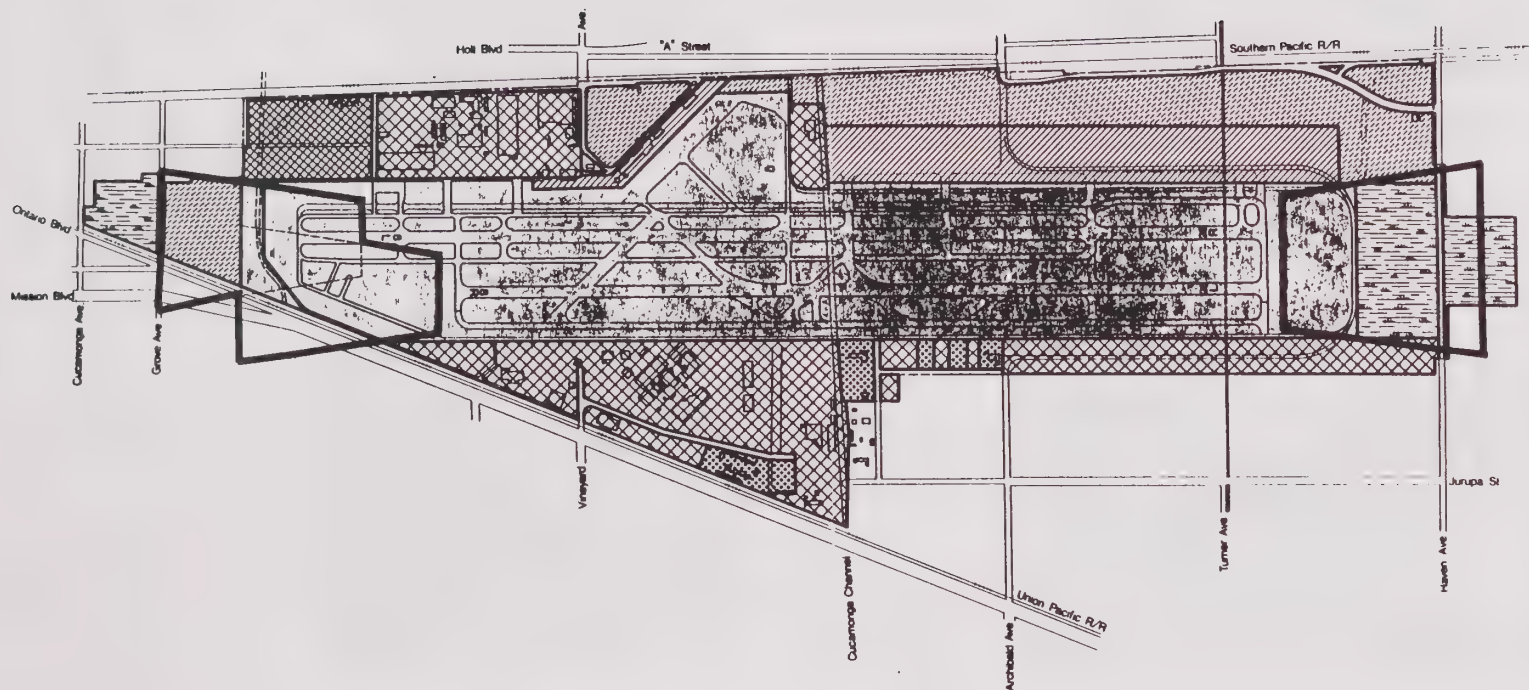 Ave.
Holt Blvd
"A" Street
Southern Pacific R/R
Ontario Blvd
Mission Blvd
Cucamonga Ave
Grove Ave
Vineyard
Jurupa St
Turner Ave
Haven Ave
Cucamonga Channel
Union Pacific R/R
Archibald Ave